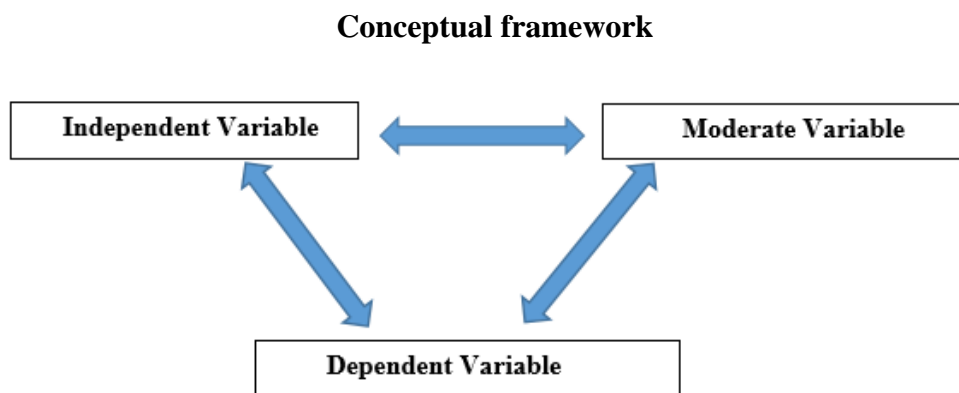 Conceptual framework
Independent Variable
Moderate Variable
Dependent Variable